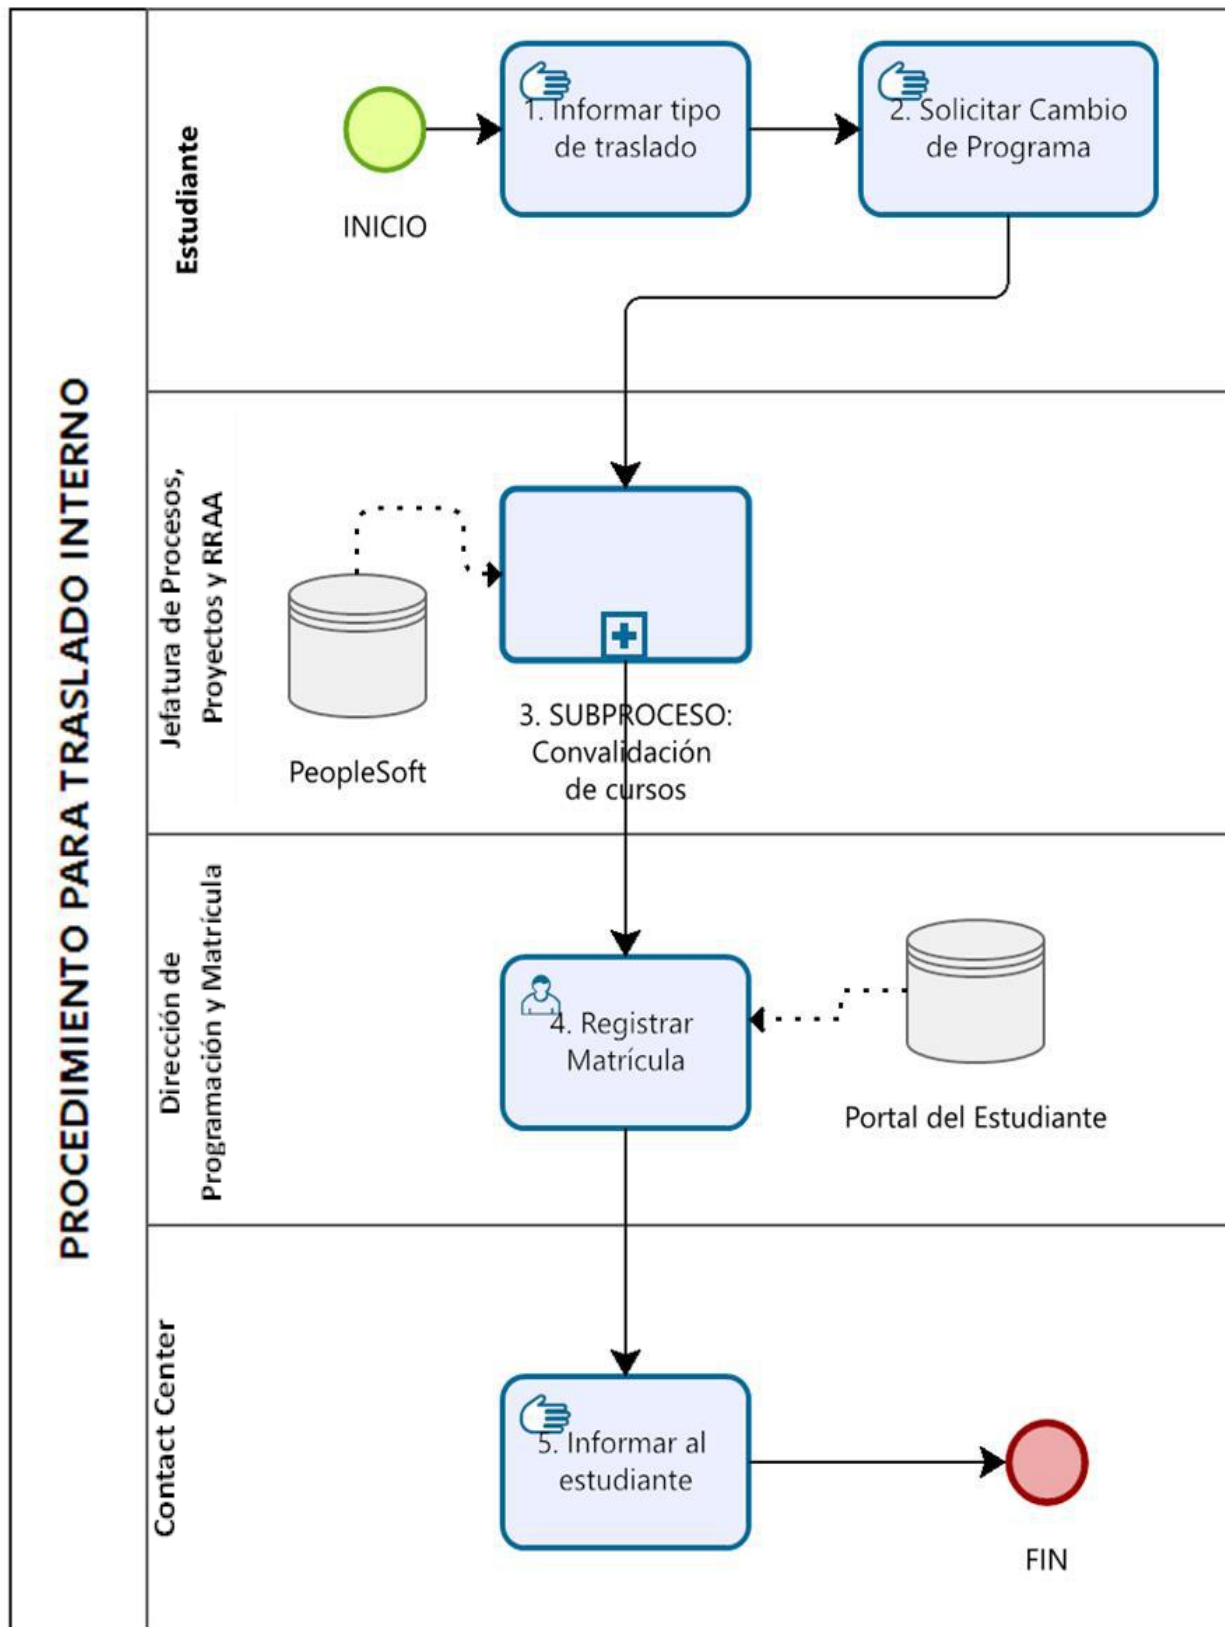 PROCEDIMIENTO PARA TRASLADO INTERNO
Estudiante
INICIO
1. Informar tipo
de traslado
2. Solicitar Cambio
de Programa
Jefatura de Procesos,
Proyectos y RRAA
PeopleSoft
3. SUBPROCESO:
Convalidación
de cursos
Dirección de
Programación y Matrícula
4. Registrar
Matrícula
Portal del Estudiante
Contact Center
5. Informar al
estudiante
FIN